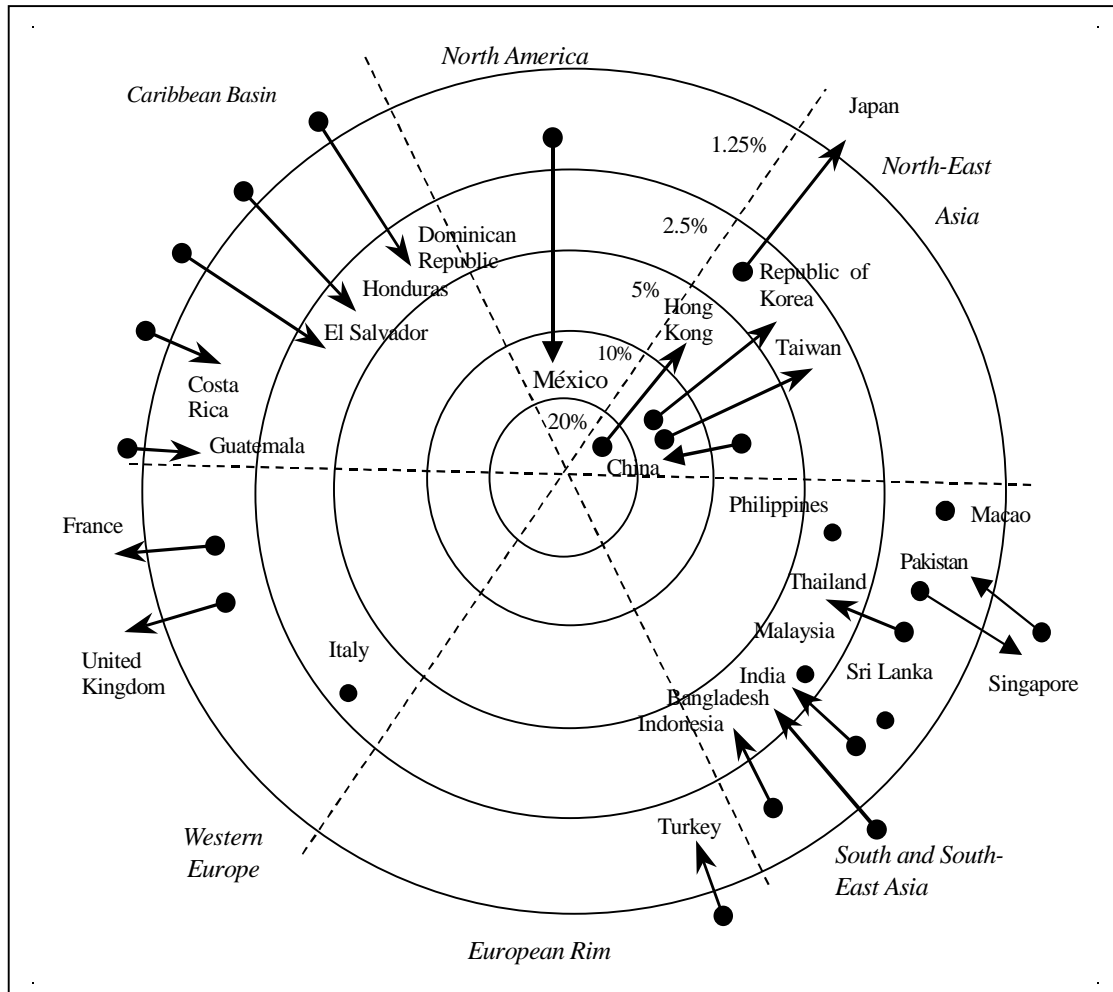 North America
Caribbean Basin
Japan
1.25%
North-East
Asia
2.5%
Dominican
Republic
Republic of
Korea
5%
Hong
Kong
Honduras
El Salvador
10%
Taiwan
México
Costa
Rica
20%
Guatemala
China
Philippines
Macao
France
Pakistan
Thailand
Malaysia
United
Kingdom
Italy
India
Sri Lanka
Singapore
Bangladesh
Indonesia
Turkey
Western
Europe
South and South-
East Asia
European Rim